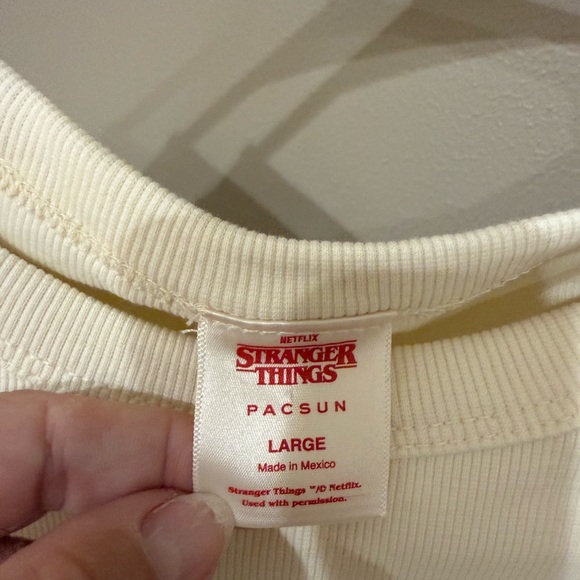 NETFLIX
STRANGER
THINGS
PACSUN
LARGE
Made in Mexico
Stranger Things ™/© Netflix.
Used with permission.